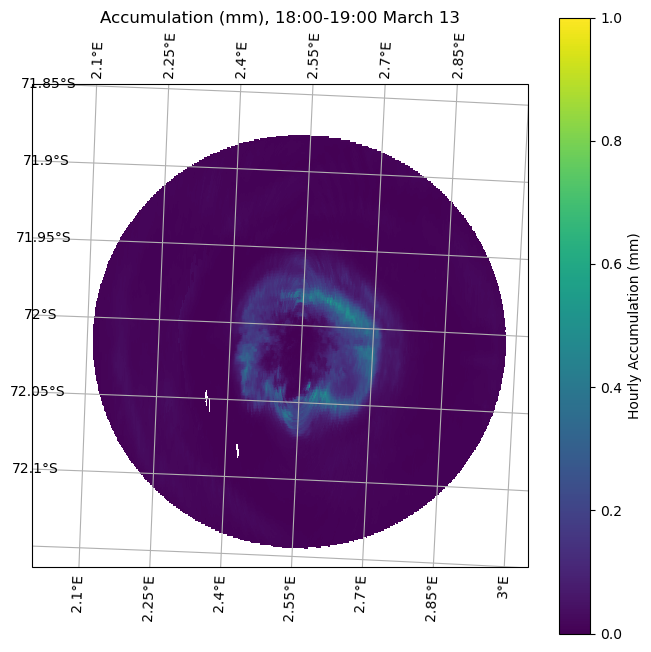 Accumulation (mm), 18:00-19:00 March 13
2.1°E 2.25°E 2.4°E 2.55°E 2.7°E 2.85°E
71.85°S
71.9°S
71.95°S
72°S
72.05°S
72.1°S
2.1°E 2.25°E 2.4°E 2.55°E 2.7°E 2.85°E 3°E
1.0
0.8
0.6
0.4
0.2
0.0
Hourly Accumulation (mm)